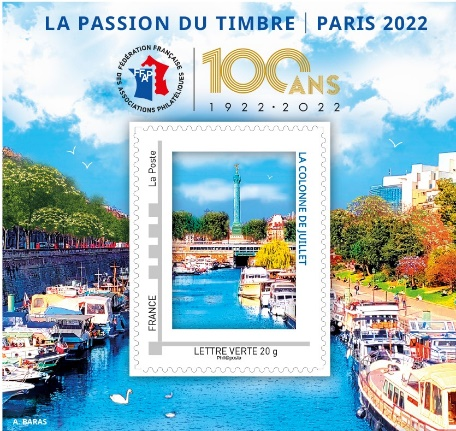 LA PASSION DU TIMBRE | PARIS 2022
FÉDÉRATION FRANÇAISE
DES ASSOCIATIONS PHILATÉLIQUES
FFAP
100 ANS
1922 · 2022
La Poste
FRANCE
LA COLONNE DE JUILLET
LETTRE VERTE 20 g
Phil@poste
A. BARAS